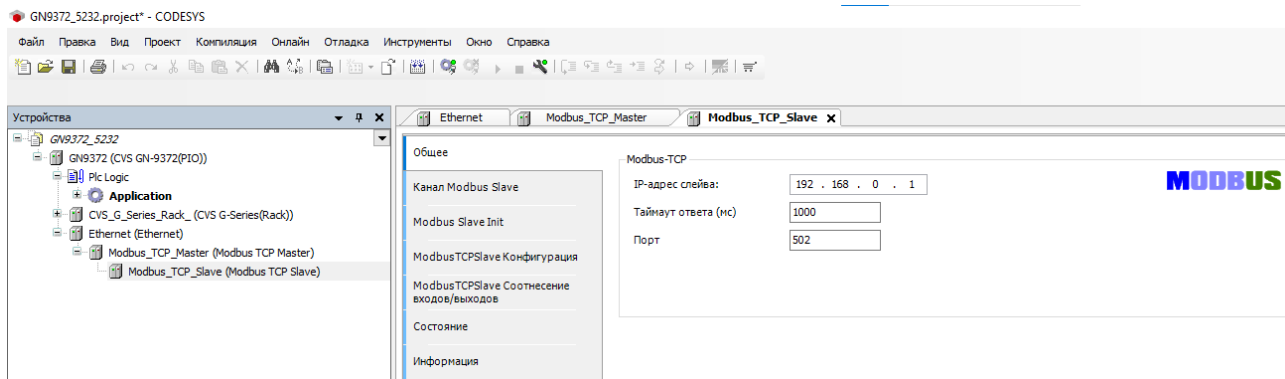 GN9372_5232.project* - CODESYS
Файл Правка Вид Проект Компиляция Онлайн Отладка Инструменты Окно Справка
Устройства
GN9372_5232
GN9372 (CVS GN-9372(PIO))
Plc Logic
Application
CVS_G_Series_Rack_ (CVS G-Series(Rack))
Ethernet (Ethernet)
Modbus_TCP_Master (Modbus TCP Master)
Modbus_TCP_Slave (Modbus TCP Slave)
Ethernet Modbus_TCP_Master Modbus_TCP_Slave
Общее
Канал Modbus Slave
Modbus Slave Init
ModbusTCPSlave Конфигурация
ModbusTCPSlave Соотнесение
входов/выходов
Состояние
Информация
Modbus-TCP
IP-адрес слейва: 192 . 168 . 0 . 1
Таймаут ответа (мс) 1000
Порт 502
MODBUS